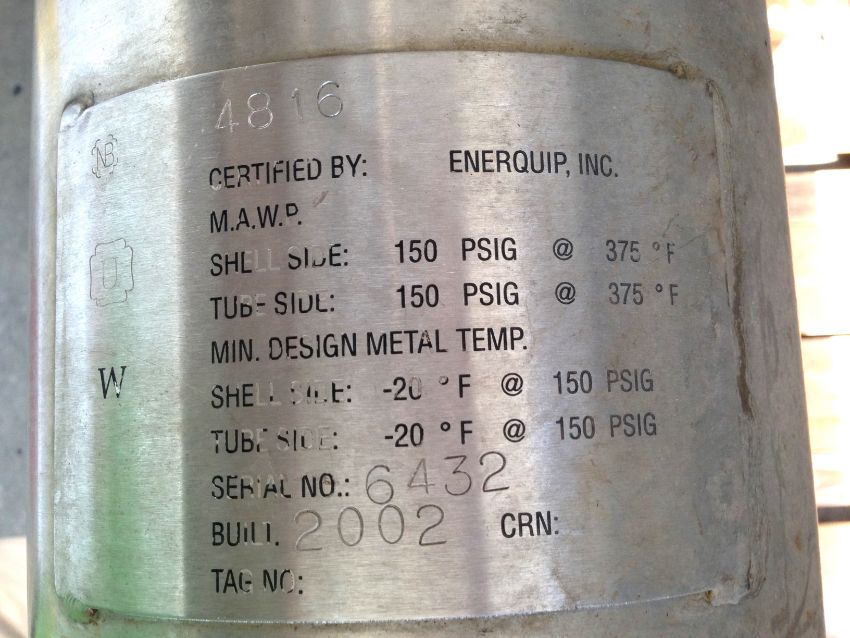 4816
NB
CERTIFIED BY: ENERQUIP, INC.
M.A.W.P.
SHELL SIDE: 150 PSIG @ 375 °F
U
TUBE SIDE: 150 PSIG @ 375 °F
MIN. DESIGN METAL TEMP.
W
SHELL SIDE: -20 °F @ 150 PSIG
TUBE SIDE: -20 °F @ 150 PSIG
SERIAL NO.: 6432
BUILT: 2002 CRN:
TAG NO: